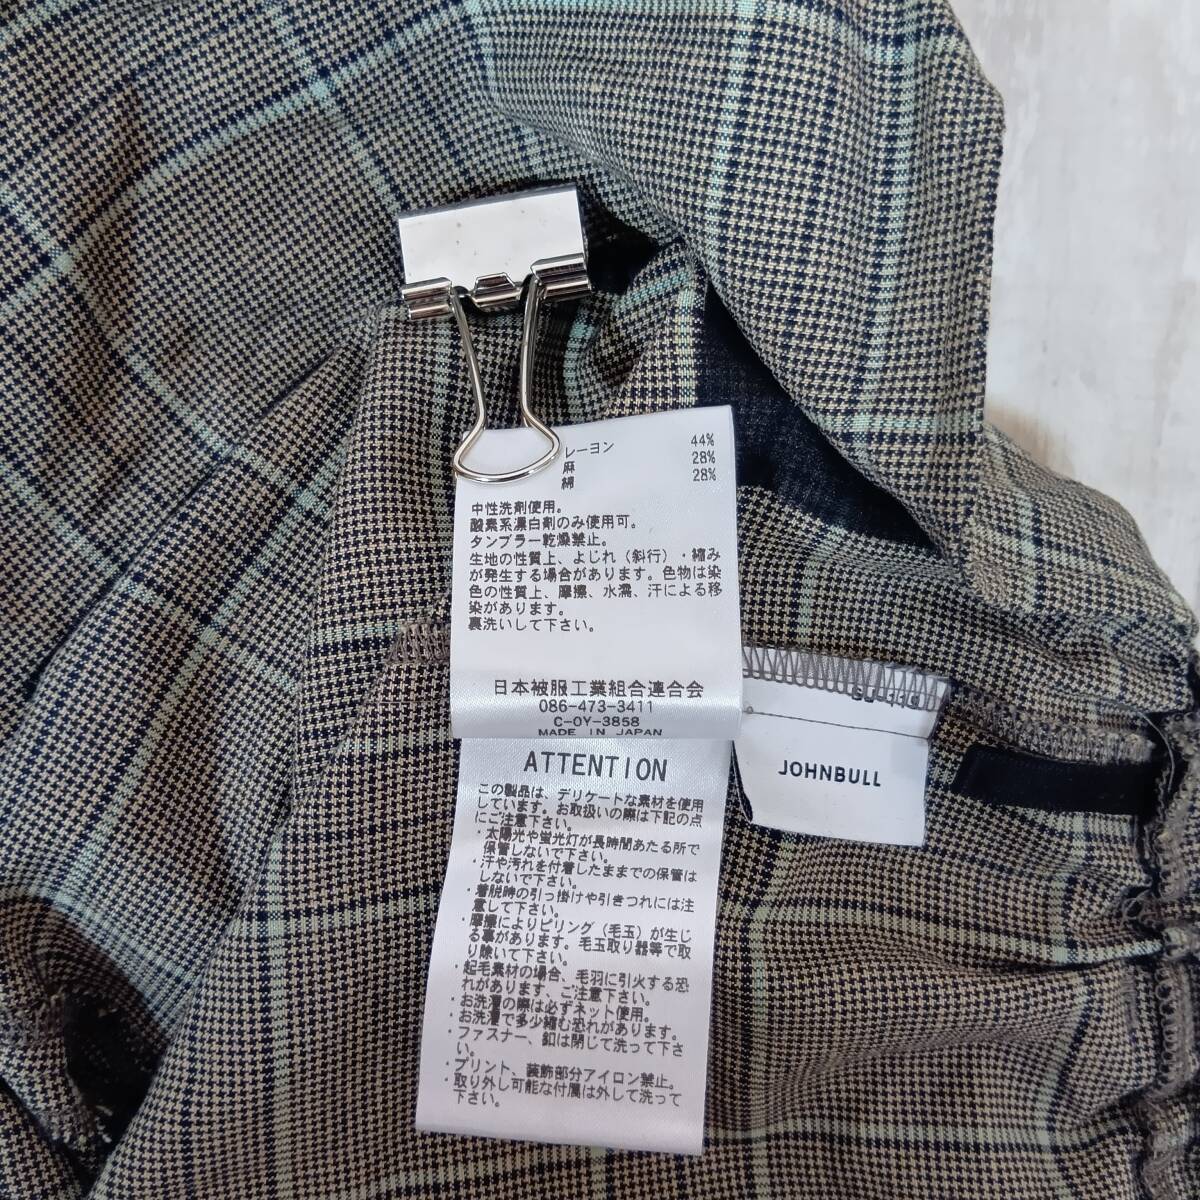 レーヨン 44%
麻 28%
綿 28%
中性洗剤使用。
酸素系漂白剤のみ使用可。
タンブラー乾燥禁止。
生地の性質上、よじれ（斜行）・縮み
が発生する場合があります。色物は染
色の性質上、摩擦、水濡、汗による移
染があります。
裏洗いして下さい。
日本被服工業組合連合会
086-473-3411
C-OY-3858
MADE IN JAPAN
JOHNBULL
ATTENTION
この製品は、デリケートな素材を使用
しています。お取扱いの際は下記の点
にご注意下さい。
・太陽光や蛍光灯が長時間あたる所で
保管しないで下さい。
・汗や汚れを付着したままでの保管は
しないで下さい。
・着脱時の引っ掛けや引きつれには注
意して下さい。
・摩擦によりピリング（毛玉）が生じ
る事があります。毛玉取り器等で取
り除いて下さい。
・起毛素材の場合、毛羽に引火する恐
れがあります。ご注意下さい。
・お洗濯の際は必ずネット使用。
・お洗濯で多少縮む恐れがあります。
・ファスナー、釦は閉じて洗って下さ
い。
・プリント、装飾部分アイロン禁止。
・取り外し可能な付属は外して洗って
下さい。